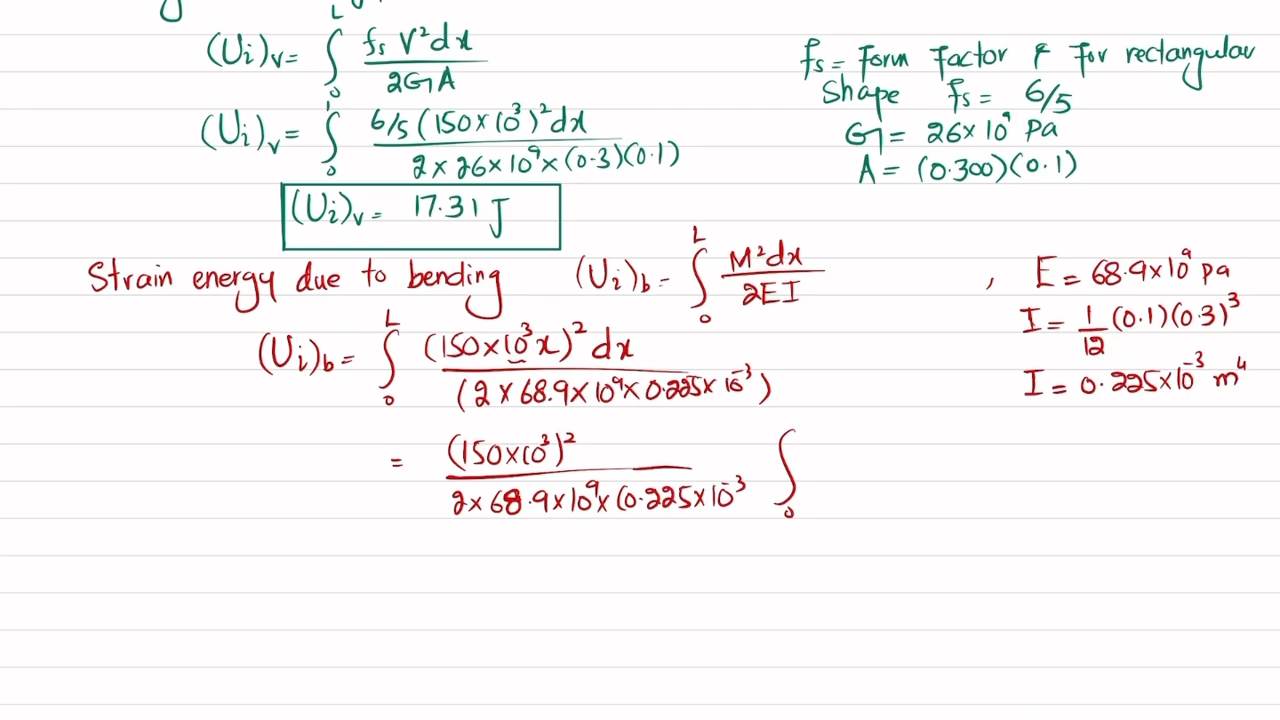 (Ui)v = ∫₀ᴸ fs V²dx / 2GA
fs = Form Factor & for rectangular
Shape fs = 6/5
(Ui)v = ∫₀¹ 6/5 (150×10³)² dx / 2 × 26×10⁹ × (0.3)(0.1)
G = 26×10⁹ Pa
A = (0.300)(0.1)
(Ui)v = 17.31 J
Strain energy due to bending (Ui)b = ∫₀ᴸ M²dx / 2EI , E = 68.9×10⁹ Pa
I = 1/12 (0.1)(0.3)³
(Ui)b = ∫₀ᴸ (150×10³x)² dx / (2 × 68.9×10⁹×0.225×10⁻³)
I = 0.225×10⁻³ m⁴
= (150×10³)² / 2×68.9×10⁹×(0.225×10⁻³ ∫₀